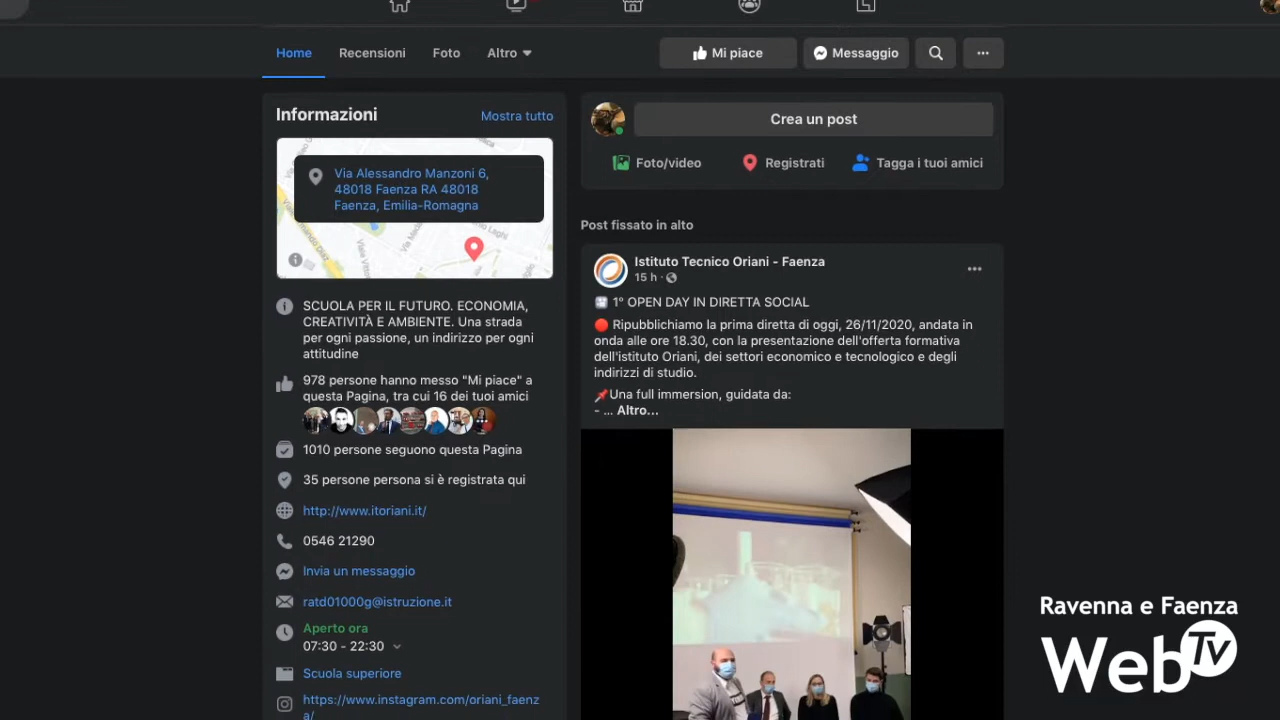 Home
Recensioni
Foto
Altro
Mi piace
Messaggio
Informazioni
Mostra tutto
Via Alessandro Manzoni 6,
48018 Faenza RA 48018
Faenza, Emilia-Romagna
SCUOLA PER IL FUTURO. ECONOMIA,
CREATIVITÀ E AMBIENTE. Una strada
per ogni passione, un indirizzo per ogni
attitudine
978 persone hanno messo "Mi piace" a
questa Pagina, tra cui 16 dei tuoi amici
1010 persone seguono questa Pagina
35 persone persona si è registrata qui
http://www.itoriani.it/
0546 21290
Invia un messaggio
ratd01000g@istruzione.it
Aperto ora
07:30 - 22:30
Scuola superiore
https://www.instagram.com/oriani_faenz
a/
Crea un post
Foto/video
Registrati
Tagga i tuoi amici
Post fissato in alto
Istituto Tecnico Oriani - Faenza
15 h ·
1° OPEN DAY IN DIRETTA SOCIAL
Ripubblichiamo la prima diretta di oggi, 26/11/2020, andata in
onda alle ore 18.30, con la presentazione dell'offerta formativa
dell'istituto Oriani, dei settori economico e tecnologico e degli
indirizzi di studio.
Una full immersion, guidata da:
- ... Altro...
Ravenna e Faenza
Web TV